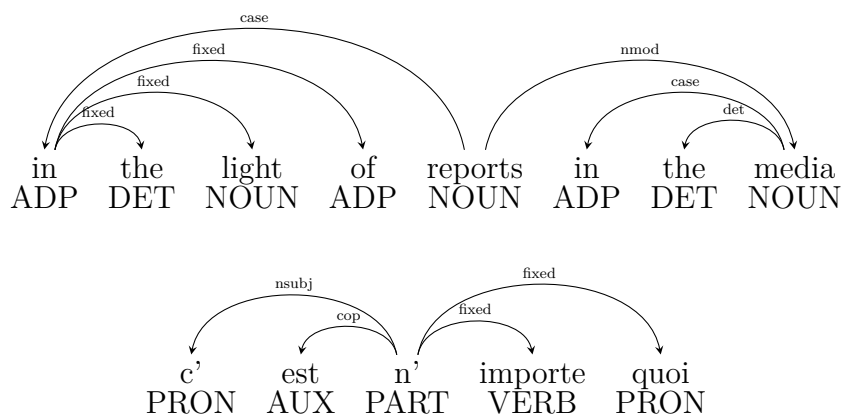 case
fixed nmod
fixed case
fixed det
in the light of reports in the media
ADP DET NOUN ADP NOUN ADP DET NOUN
fixed
nsubj
fixed
cop
c' est n' importe quoi
PRON AUX PART VERB PRON